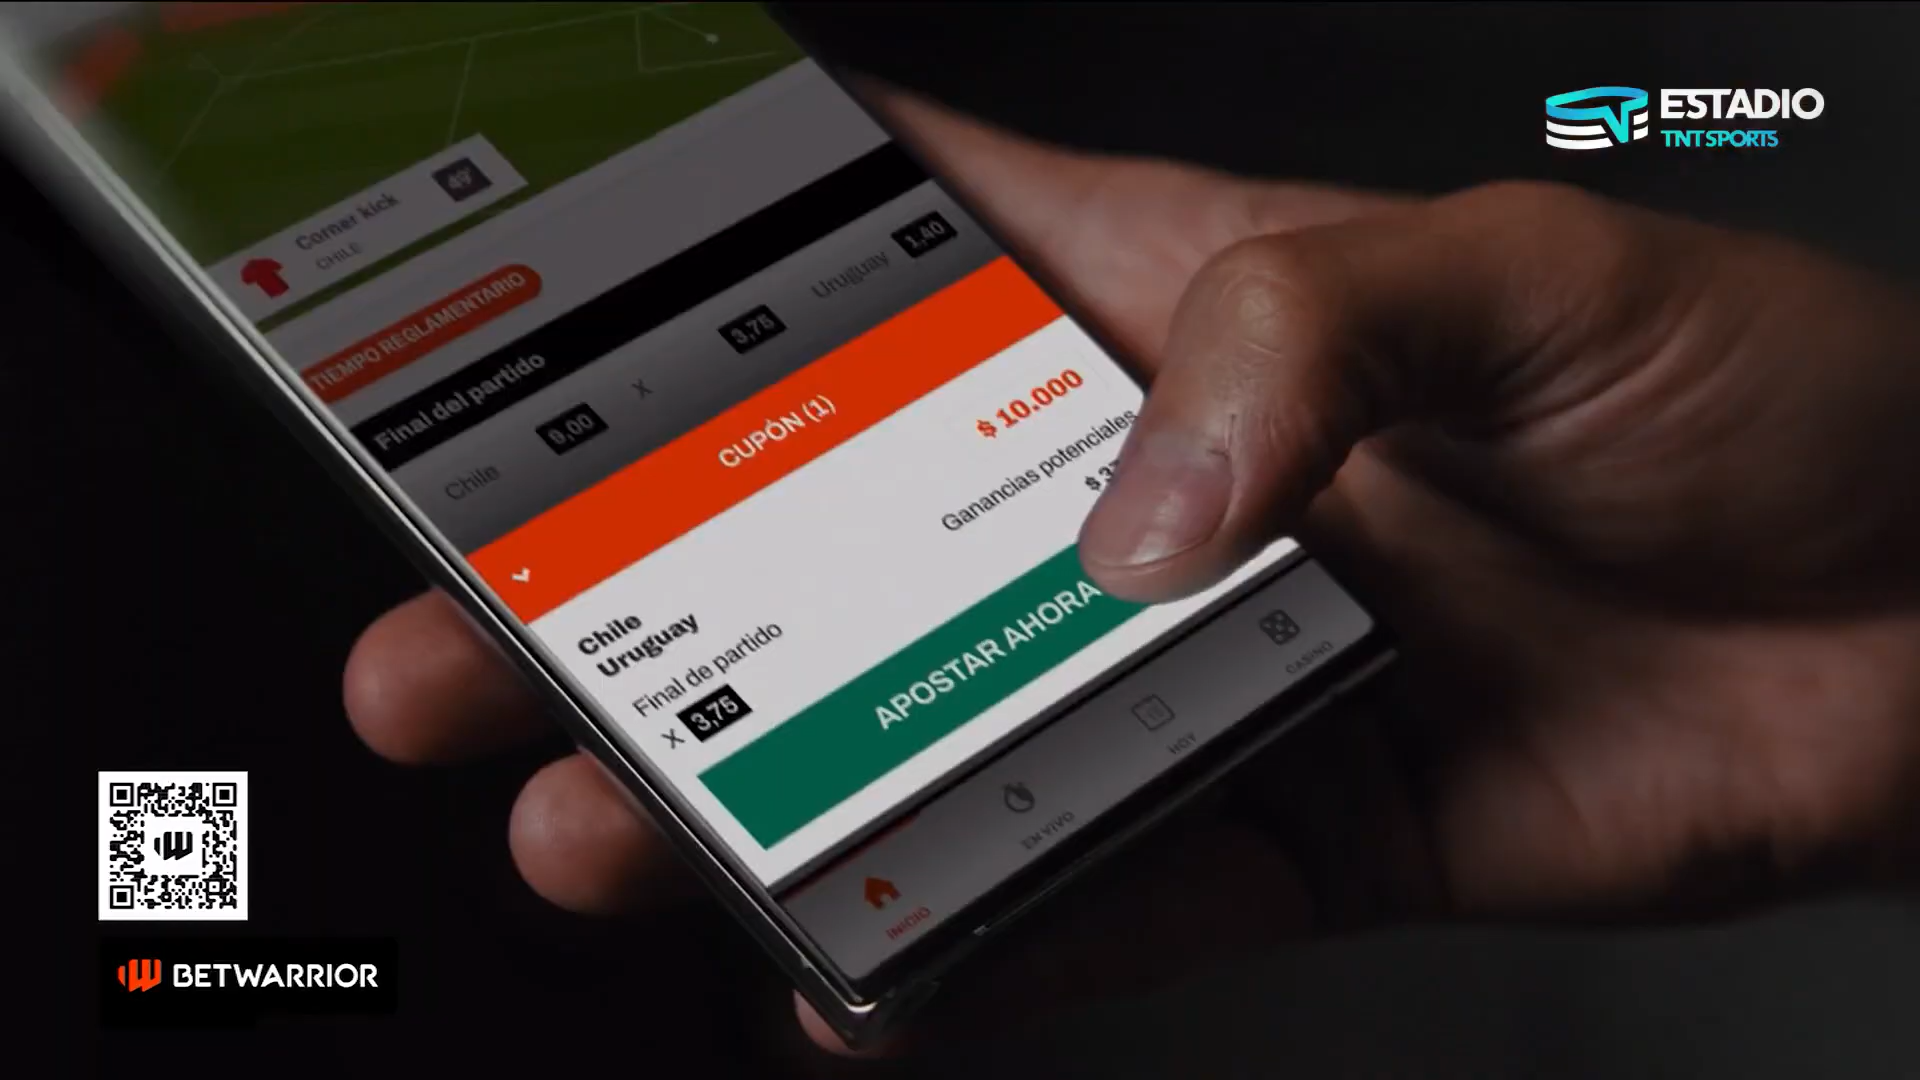 ESTADIO
TNT SPORTS
49'
Corner kick
CHILE
TIEMPO REGLAMENTARIO
Final del partido
Chile 9,00 X 3,75 Uruguay 1,40
CUPÓN (1)
$ 10.000
Ganancias potenciales
Chile
Uruguay
Final de partido
X 3,75
APOSTAR AHORA
INICIO
EN VIVO
HOY
CASINO
BETWARRIOR